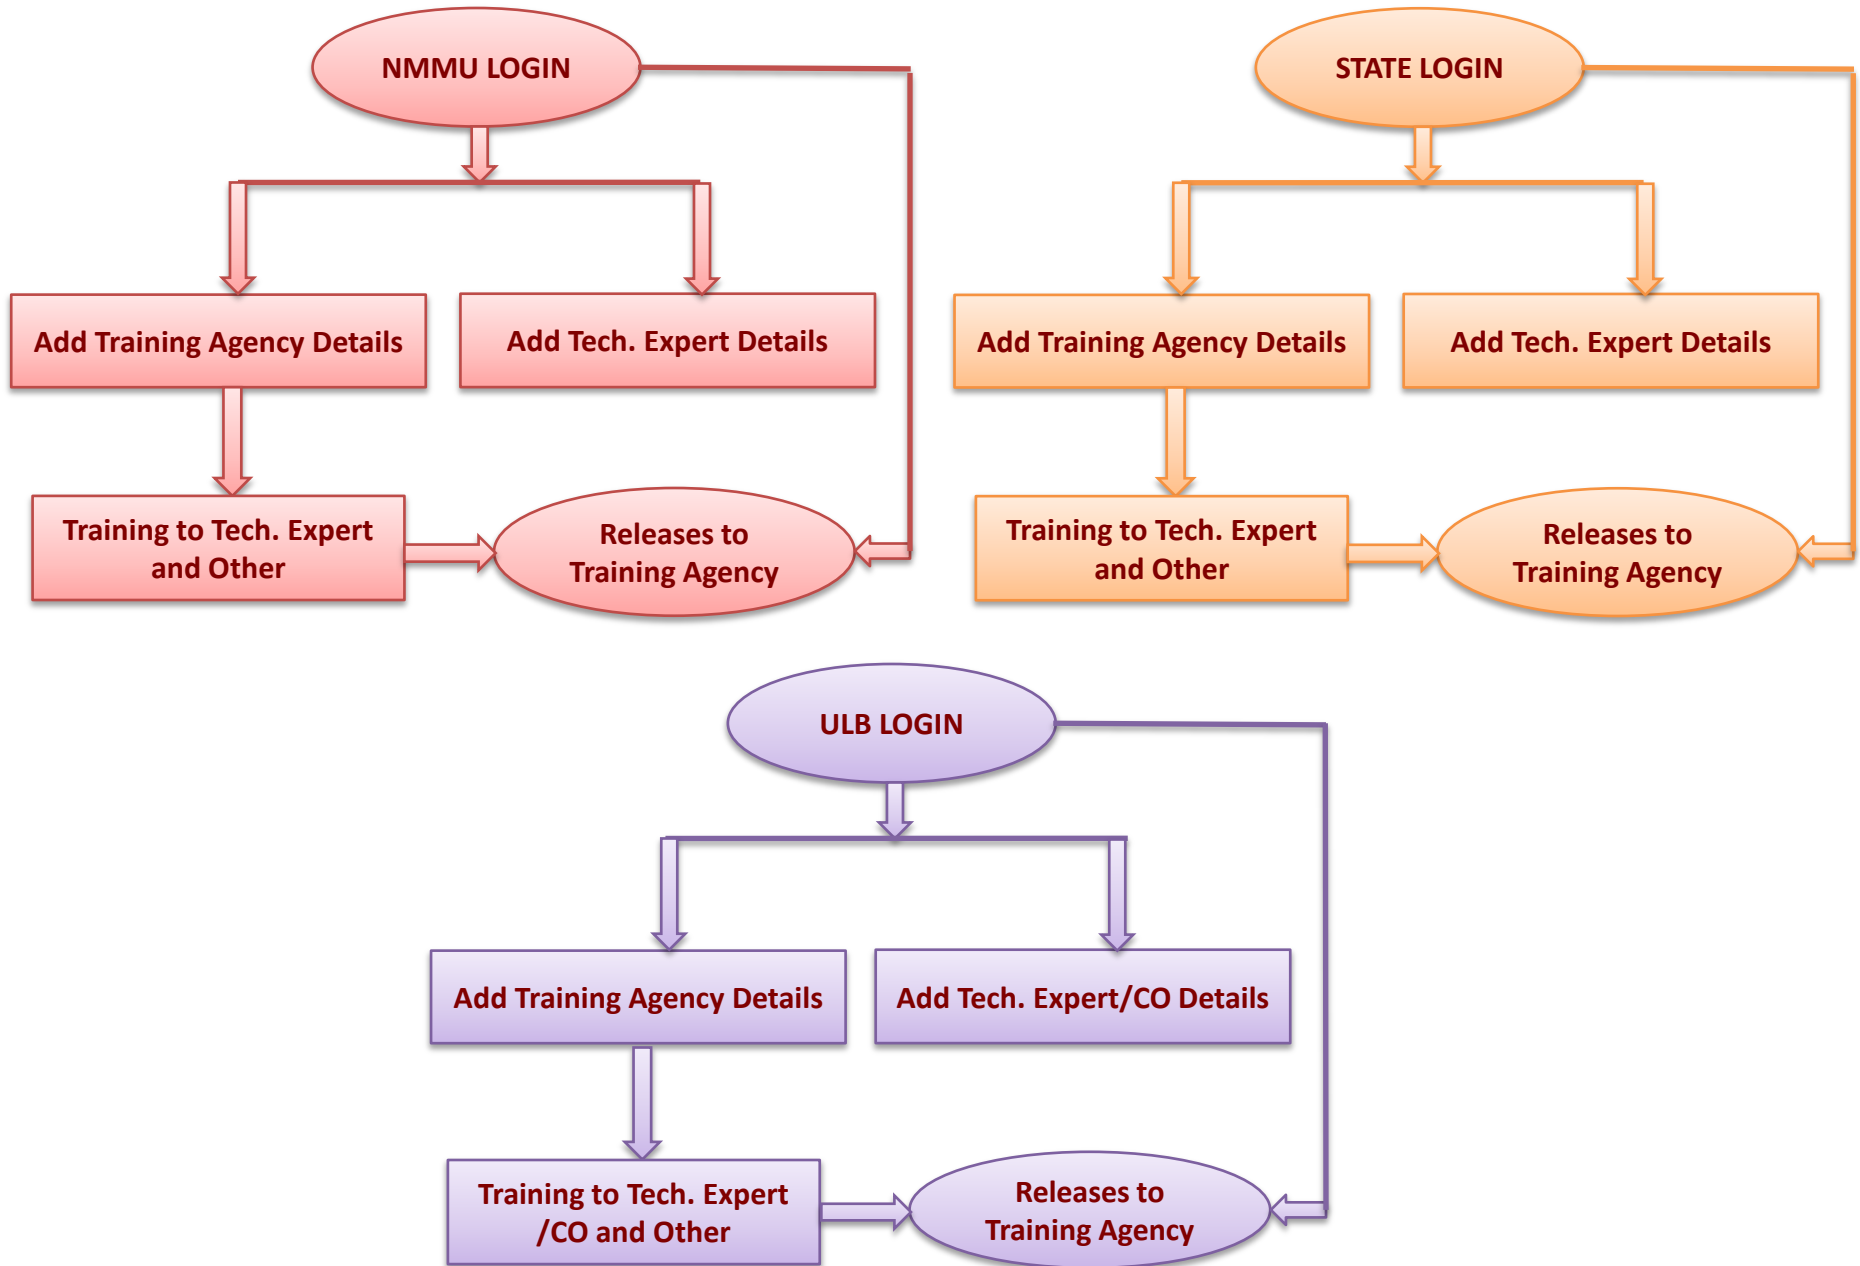 NMMU LOGIN
Add Training Agency Details
Add Tech. Expert Details
Training to Tech. Expert
and Other
Releases to
Training Agency
STATE LOGIN
Add Training Agency Details
Add Tech. Expert Details
Training to Tech. Expert
and Other
Releases to
Training Agency
ULB LOGIN
Add Training Agency Details
Add Tech. Expert/CO Details
Training to Tech. Expert
/CO and Other
Releases to
Training Agency